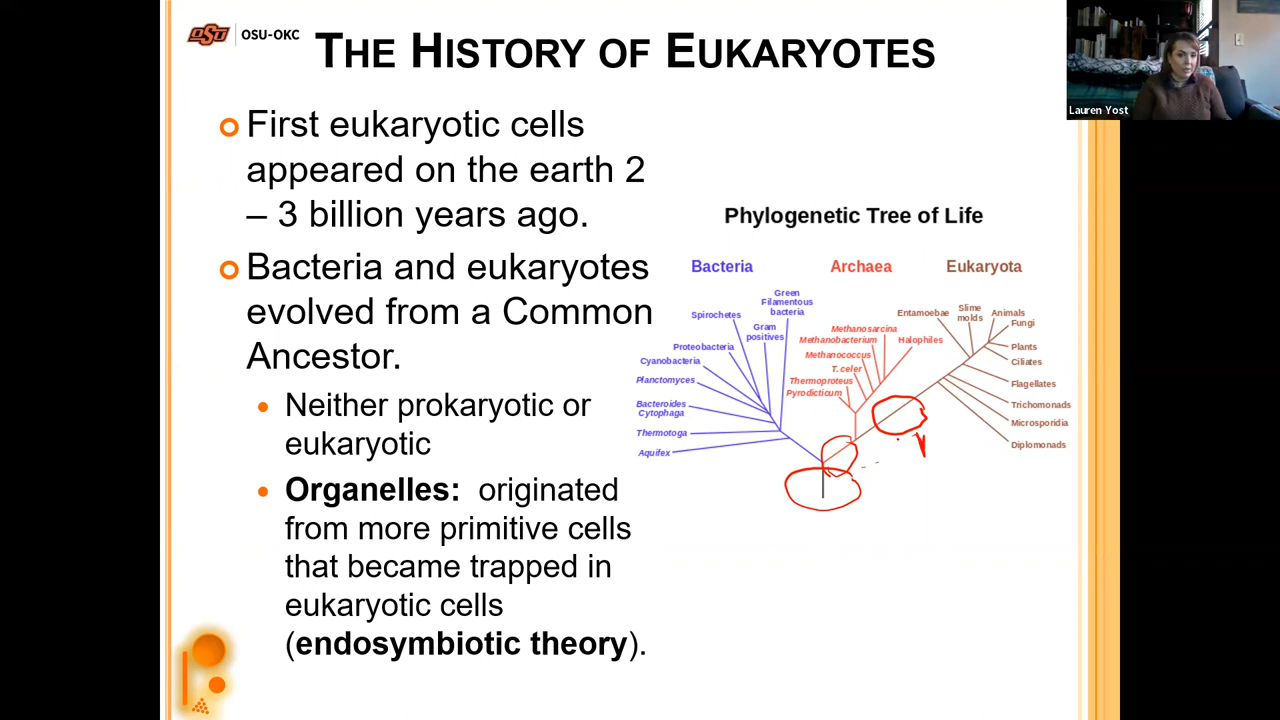 OSU OSU-OKC
THE HISTORY OF EUKARYOTES
First eukaryotic cells
appeared on the earth 2
– 3 billion years ago.
Bacteria and eukaryotes
evolved from a Common
Ancestor.
Neither prokaryotic or
eukaryotic
Organelles: originated
from more primitive cells
that became trapped in
eukaryotic cells
(endosymbiotic theory).
Phylogenetic Tree of Life
Bacteria
Archaea
Eukaryota
Green
Filamentous
bacteria
Spirochetes
Gram
positives
Proteobacteria
Cyanobacteria
Planctomyces
Bacteroides
Cytophaga
Thermotoga
Aquifex
Methanosarcina
Methanobacterium
Halophiles
Methanococcus
T. celer
Thermoproteus
Pyrodicticum
Entamoebae
Slime
molds
Animals
Fungi
Plants
Ciliates
Flagellates
Trichomonads
Microsporidia
Diplomonads
Lauren Yost